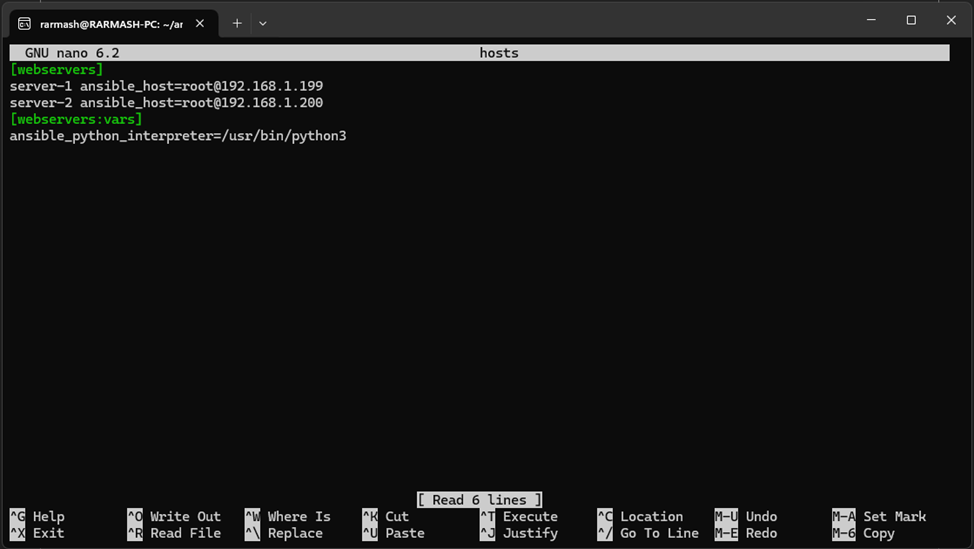 rarmash@RARMASH-PC: ~/ar
GNU nano 6.2 hosts
[webservers]
server-1 ansible_host=root@192.168.1.199
server-2 ansible_host=root@192.168.1.200
[webservers:vars]
ansible_python_interpreter=/usr/bin/python3
[ Read 6 lines ]
^G Help ^O Write Out ^W Where Is ^K Cut ^T Execute ^C Location M-U Undo M-A Set Mark
^X Exit ^R Read File ^\ Replace ^U Paste ^J Justify ^/ Go To Line M-E Redo M-6 Copy